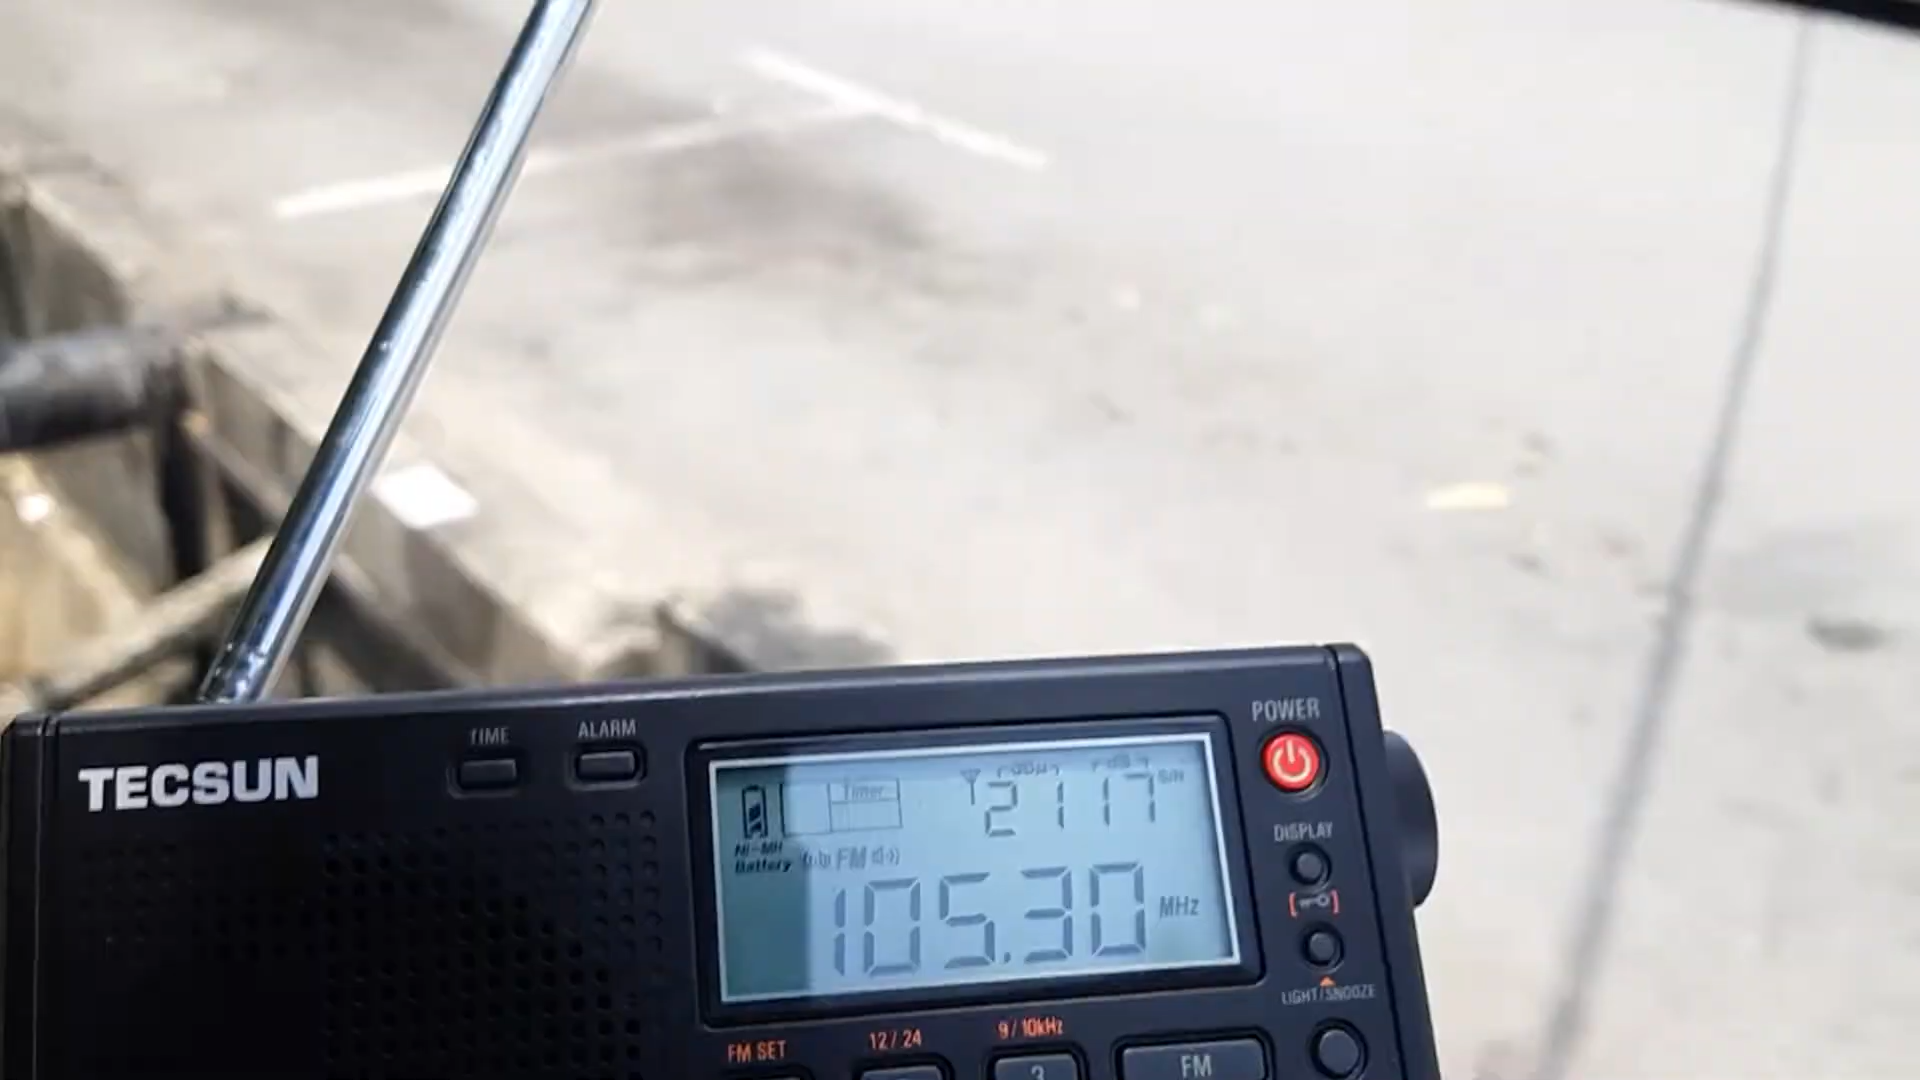 TECSUN
TIME
ALARM
POWER
Timer
dBμ
dB
21 17 S/N
Ni-MH
Battery
FM
105.30 MHz
DISPLAY
LIGHT/SNOOZE
FM SET
12/24
9/10kHz
3
FM